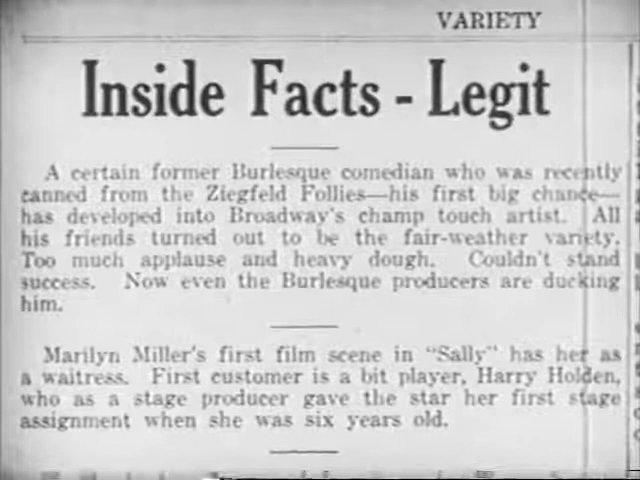 VARIETY
Inside Facts - Legit
A certain former Burlesque comedian who was recently
canned from the Ziegfeld Follies—his first big chance—
has developed into Broadway's champ touch artist. All
his friends turned out to be the fair-weather variety.
Too much applause and heavy dough. Couldn't stand
success. Now even the Burlesque producers are ducking
him.
Marilyn Miller's first film scene in "Sally" has her as
a waitress. First customer is a bit player, Harry Holden,
who as a stage producer gave the star her first stage
assignment when she was six years old.